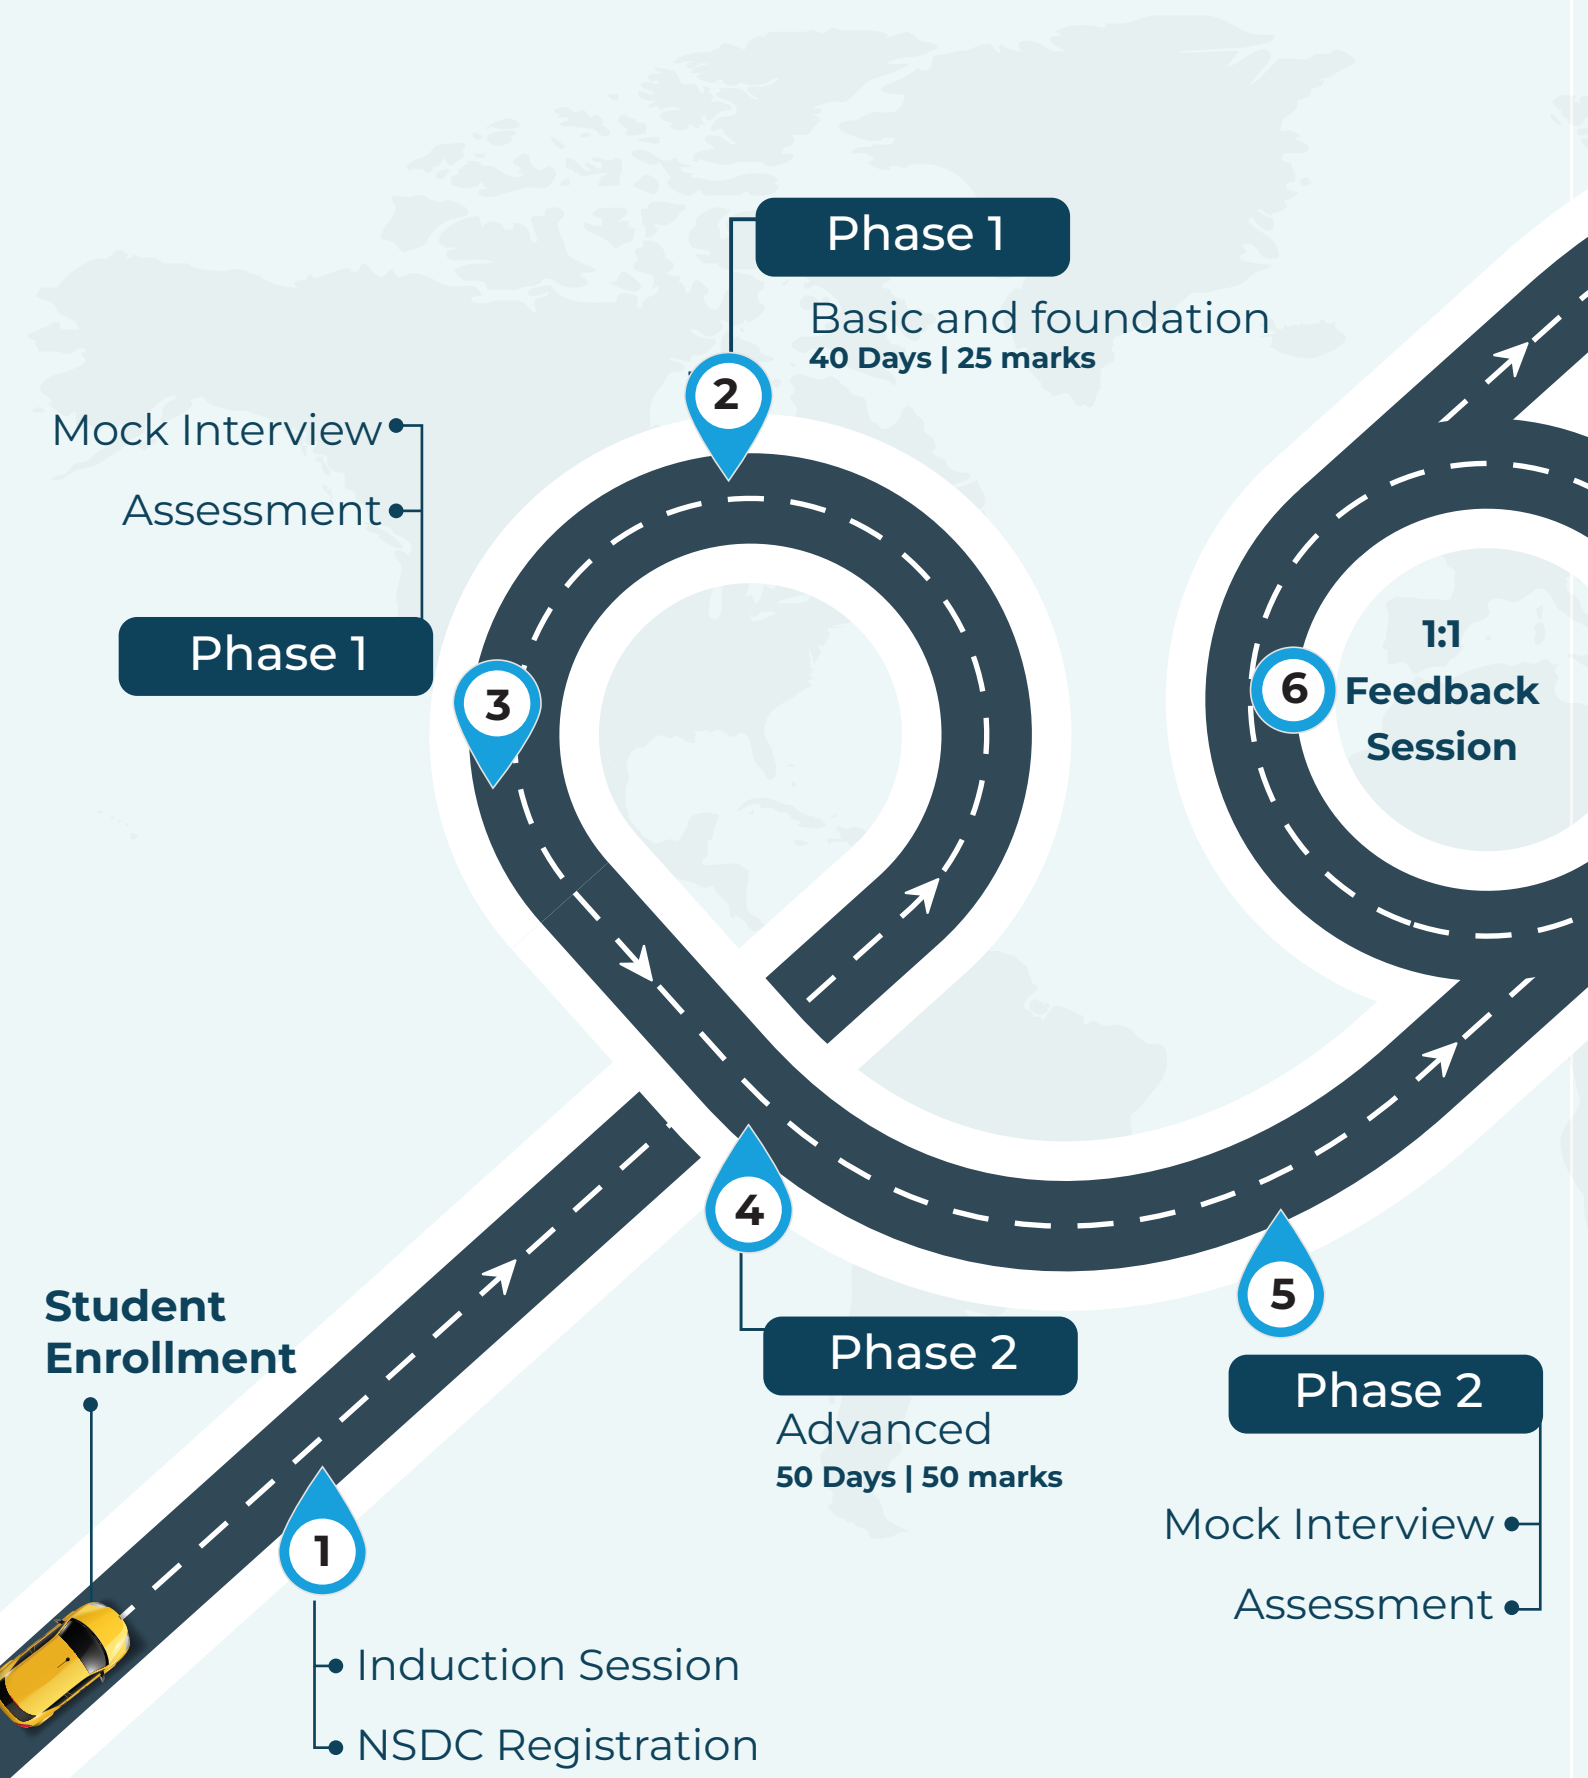 Phase 1
Basic and foundation
40 Days | 25 marks
2
Mock Interview
Assessment
Phase 1
3
1:1
Feedback
Session
6
4
Phase 2
Advanced
50 Days | 50 marks
5
Phase 2
Mock Interview
Assessment
Student
Enrollment
1
Induction Session
NSDC Registration